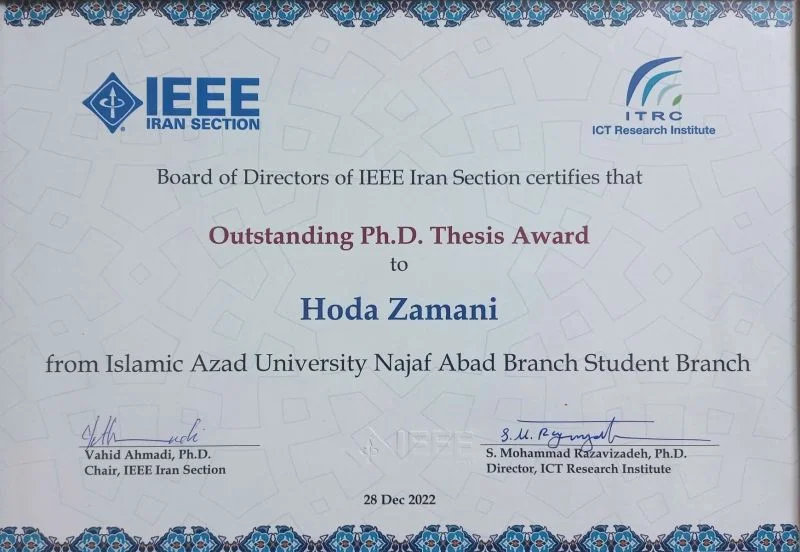 IEEE
IRAN SECTION
ITRC
ICT Research Institute
Board of Directors of IEEE Iran Section certifies that
Outstanding Ph.D. Thesis Award
to
Hoda Zamani
from Islamic Azad University Najaf Abad Branch Student Branch
S. M. Razavizadeh
IEEE
Vahid Ahmadi, Ph.D.
Chair, IEEE Iran Section
S. Mohammad Razavizadeh, Ph.D.
Director, ICT Research Institute
28 Dec 2022